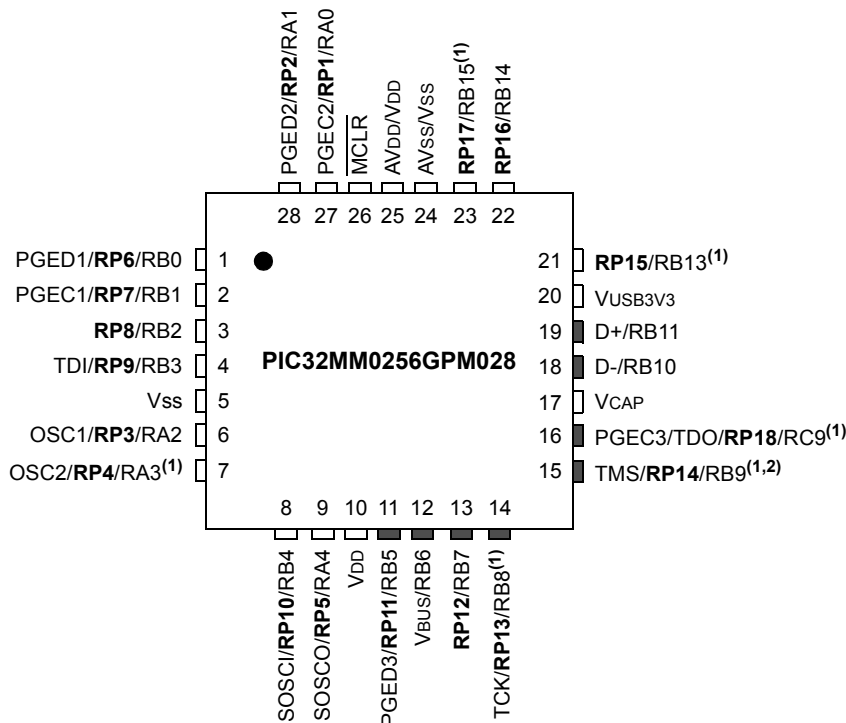 PGED2/RP2/RA1
PGEC2/RP1/RA0
MCLR
AVDD/VDD
AVSS/VSS
RP17/RB15(1)
RP16/RB14
28 27 26 25 24 23 22
PGED1/RP6/RB0 1
PGEC1/RP7/RB1 2
RP8/RB2 3
TDI/RP9/RB3 4
Vss 5
OSC1/RP3/RA2 6
OSC2/RP4/RA3(1) 7
PIC32MM0256GPM028
21 RP15/RB13(1)
20 VUSB3V3
19 D+/RB11
18 D-/RB10
17 VCAP
16 PGEC3/TDO/RP18/RC9(1)
15 TMS/RP14/RB9(1,2)
8 9 10 11 12 13 14
SOSCI/RP10/RB4
SOSCO/RP5/RA4
VDD
PGED3/RP11/RB5
VBUS/RB6
RP12/RB7
TCK/RP13/RB8(1)